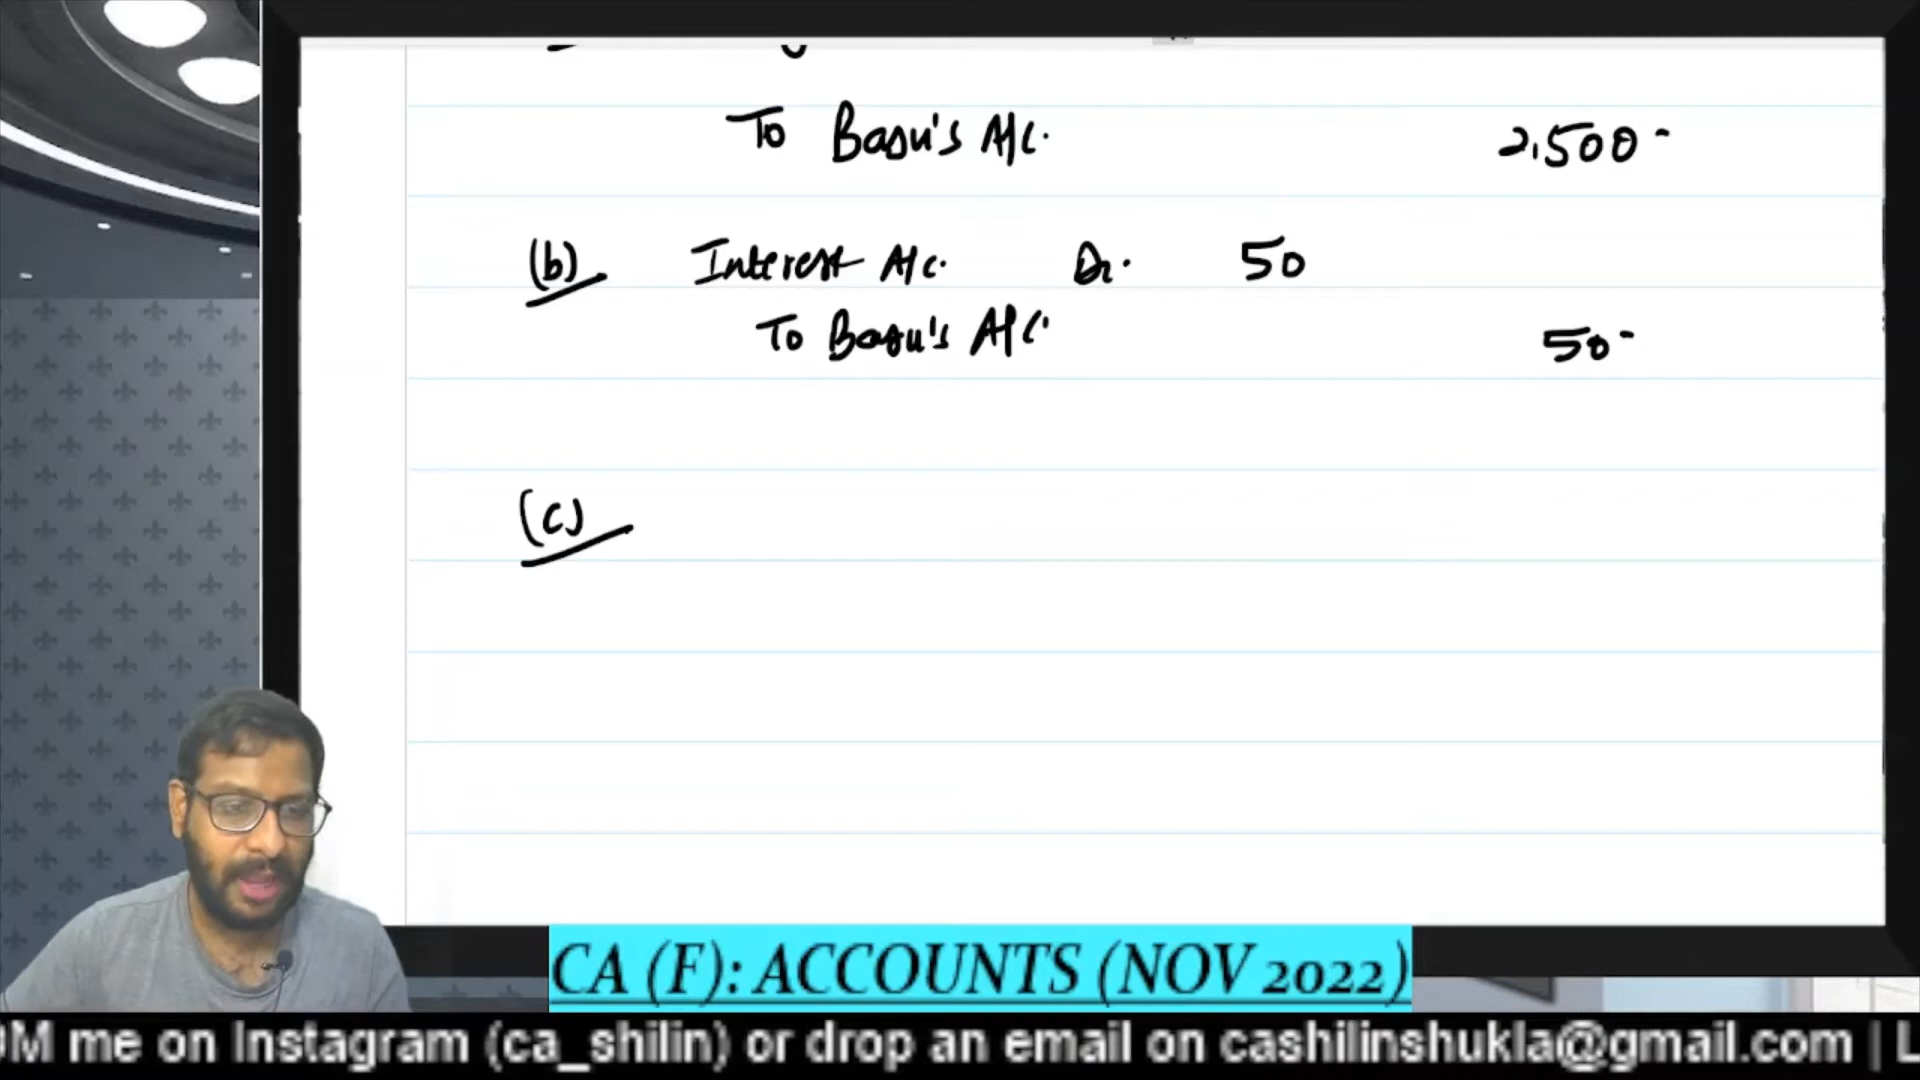 To Basu's A/c. 2,500-
(b) Interest A/c. Dr. 50
To Basu's A/c. 50-
(c)
CA (F): ACCOUNTS (NOV 2022)
DM me on Instagram (ca_shilin) or drop an email on cashilinshukla@gmail.com | L